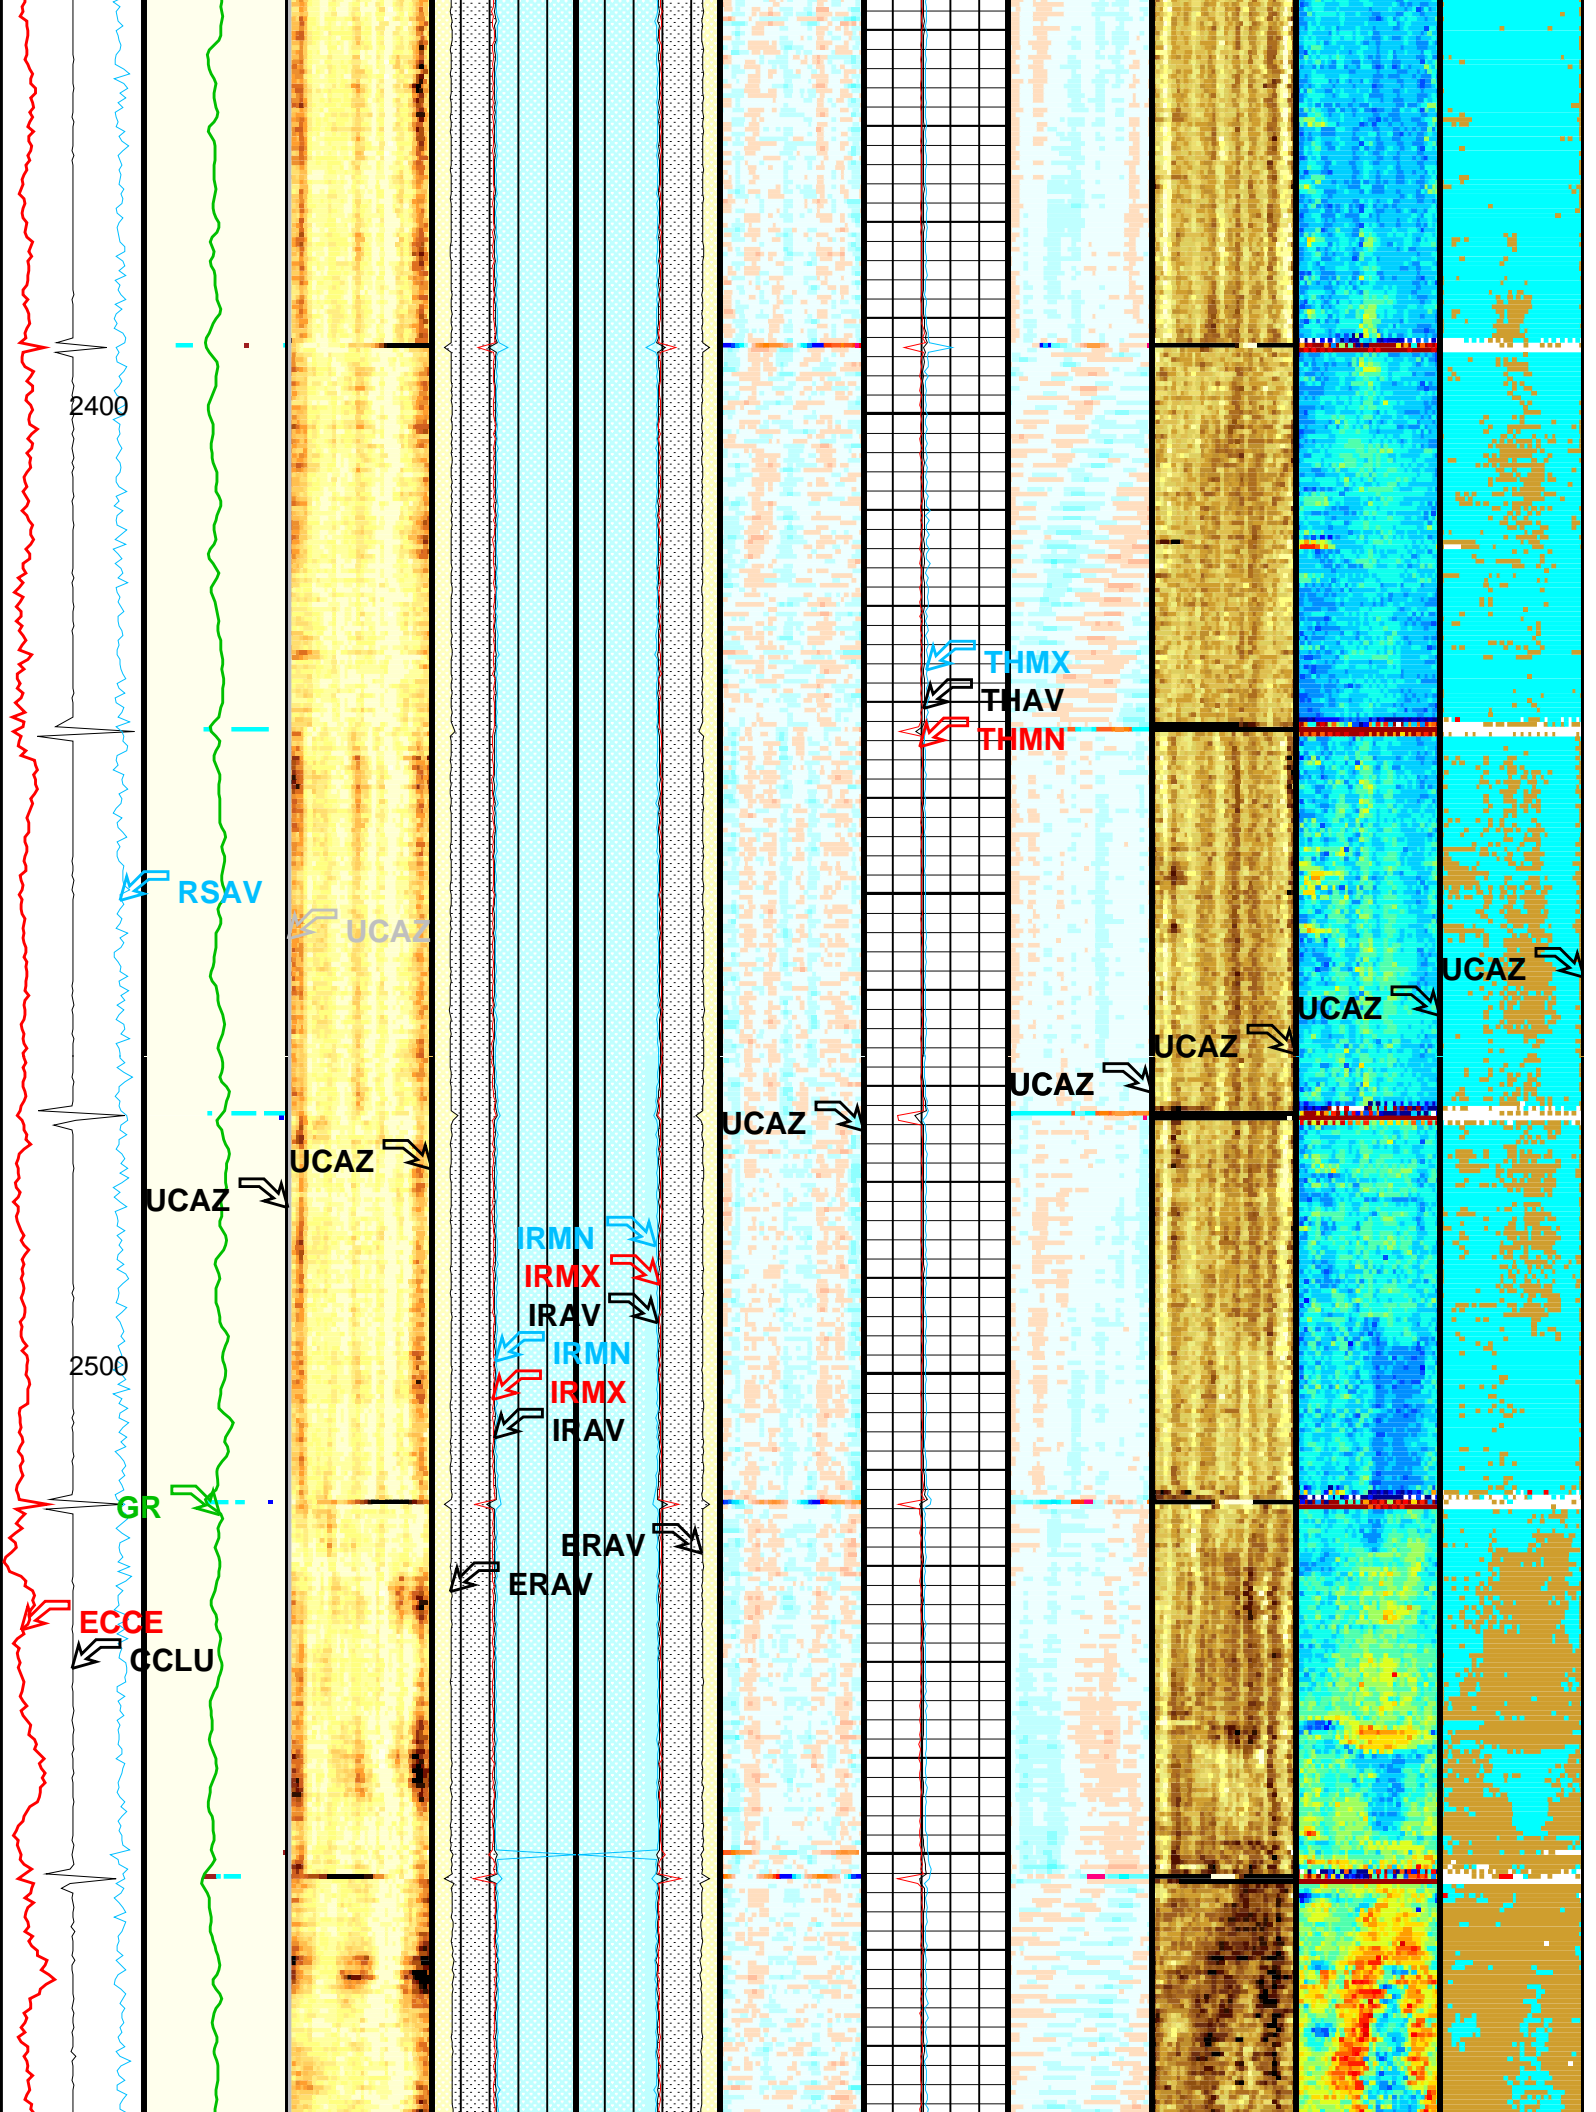 2400
THMX
THAV
THMN
RSAV
UCAZ
UCAZ
UCAZ
UCAZ
UCAZ
UCAZ
UCAZ
UCAZ
IRMN
IRMX
IRAV
IRMN
2500
IRMX
IRAV
GR
ERAV
ERAV
ECCE
CCLU